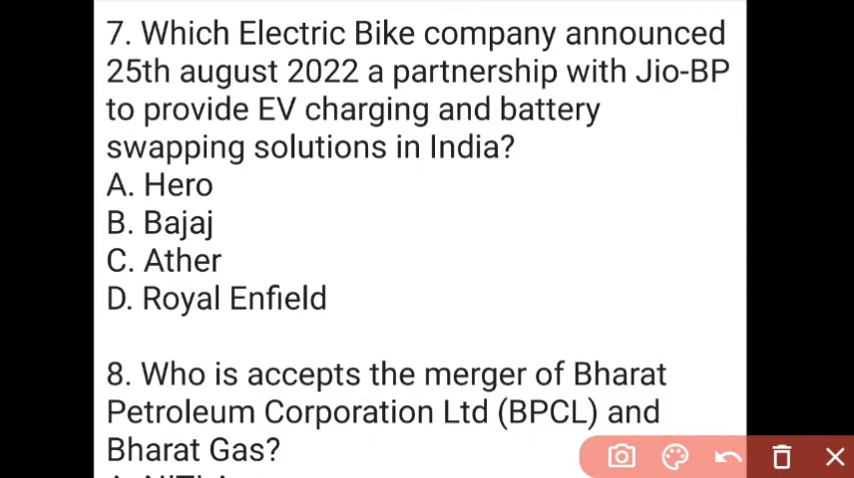 7. Which Electric Bike company announced
25th august 2022 a partnership with Jio-BP
to provide EV charging and battery
swapping solutions in India?
A. Hero
B. Bajaj
C. Ather
D. Royal Enfield
8. Who is accepts the merger of Bharat
Petroleum Corporation Ltd (BPCL) and
Bharat Gas?